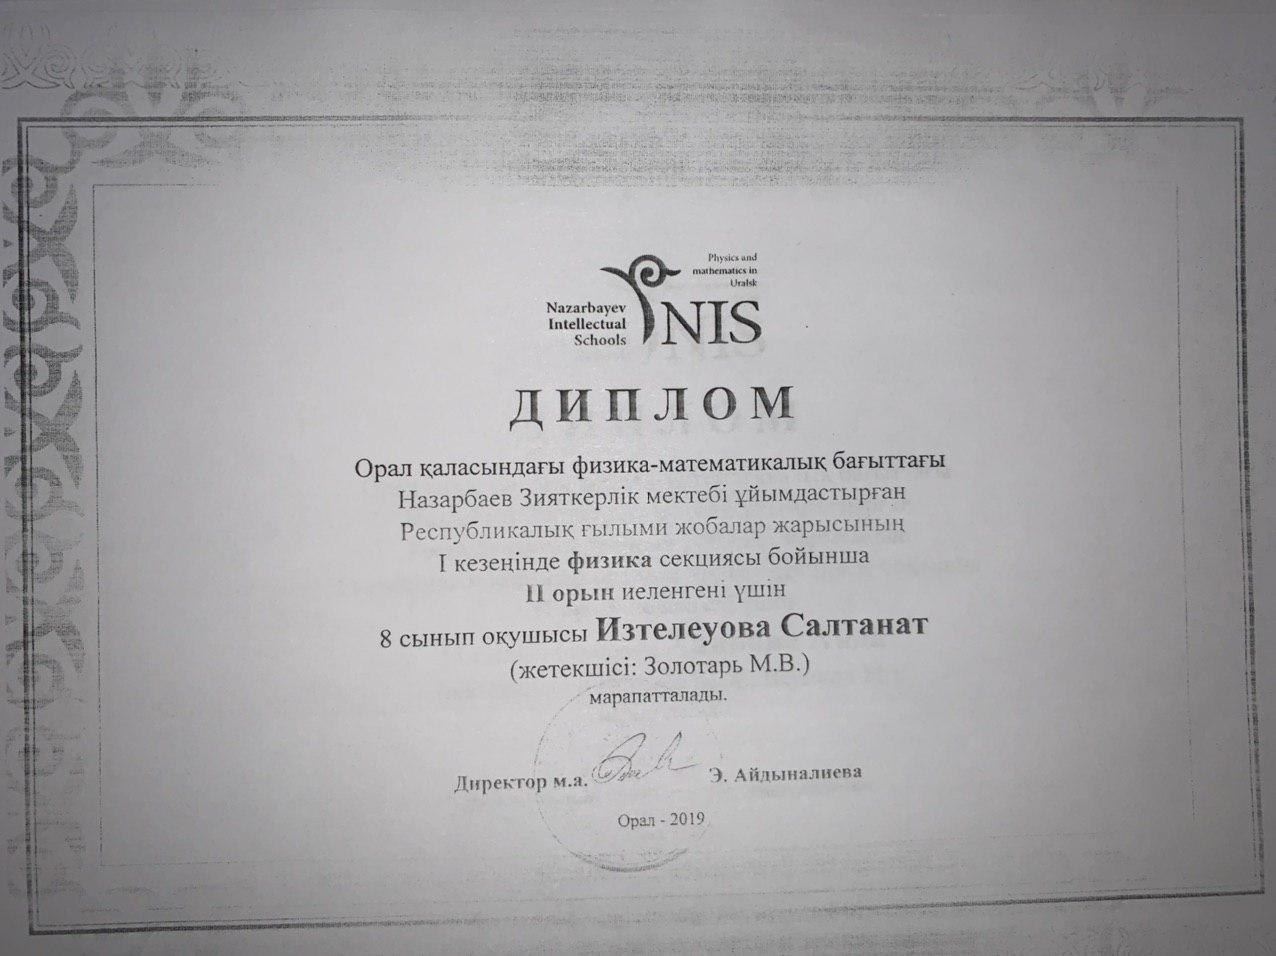 Physics and
mathematics in
Uralsk
Nazarbayev
Intellectual
Schools
NIS
ДИПЛОМ
Орал қаласындағы физика-математикалық бағыттағы
Назарбаев Зияткерлік мектебі ұйымдастырған
Республикалық ғылыми жобалар жарысының
І кезеңінде физика секциясы бойынша
ІІ орын иеленгені үшін
8 сынып оқушысы Изтелеуова Салтанат
(жетекшісі: Золотарь М.В.)
марапатталады.
Директор м.а. Э. Айдыналиева
Орал - 2019